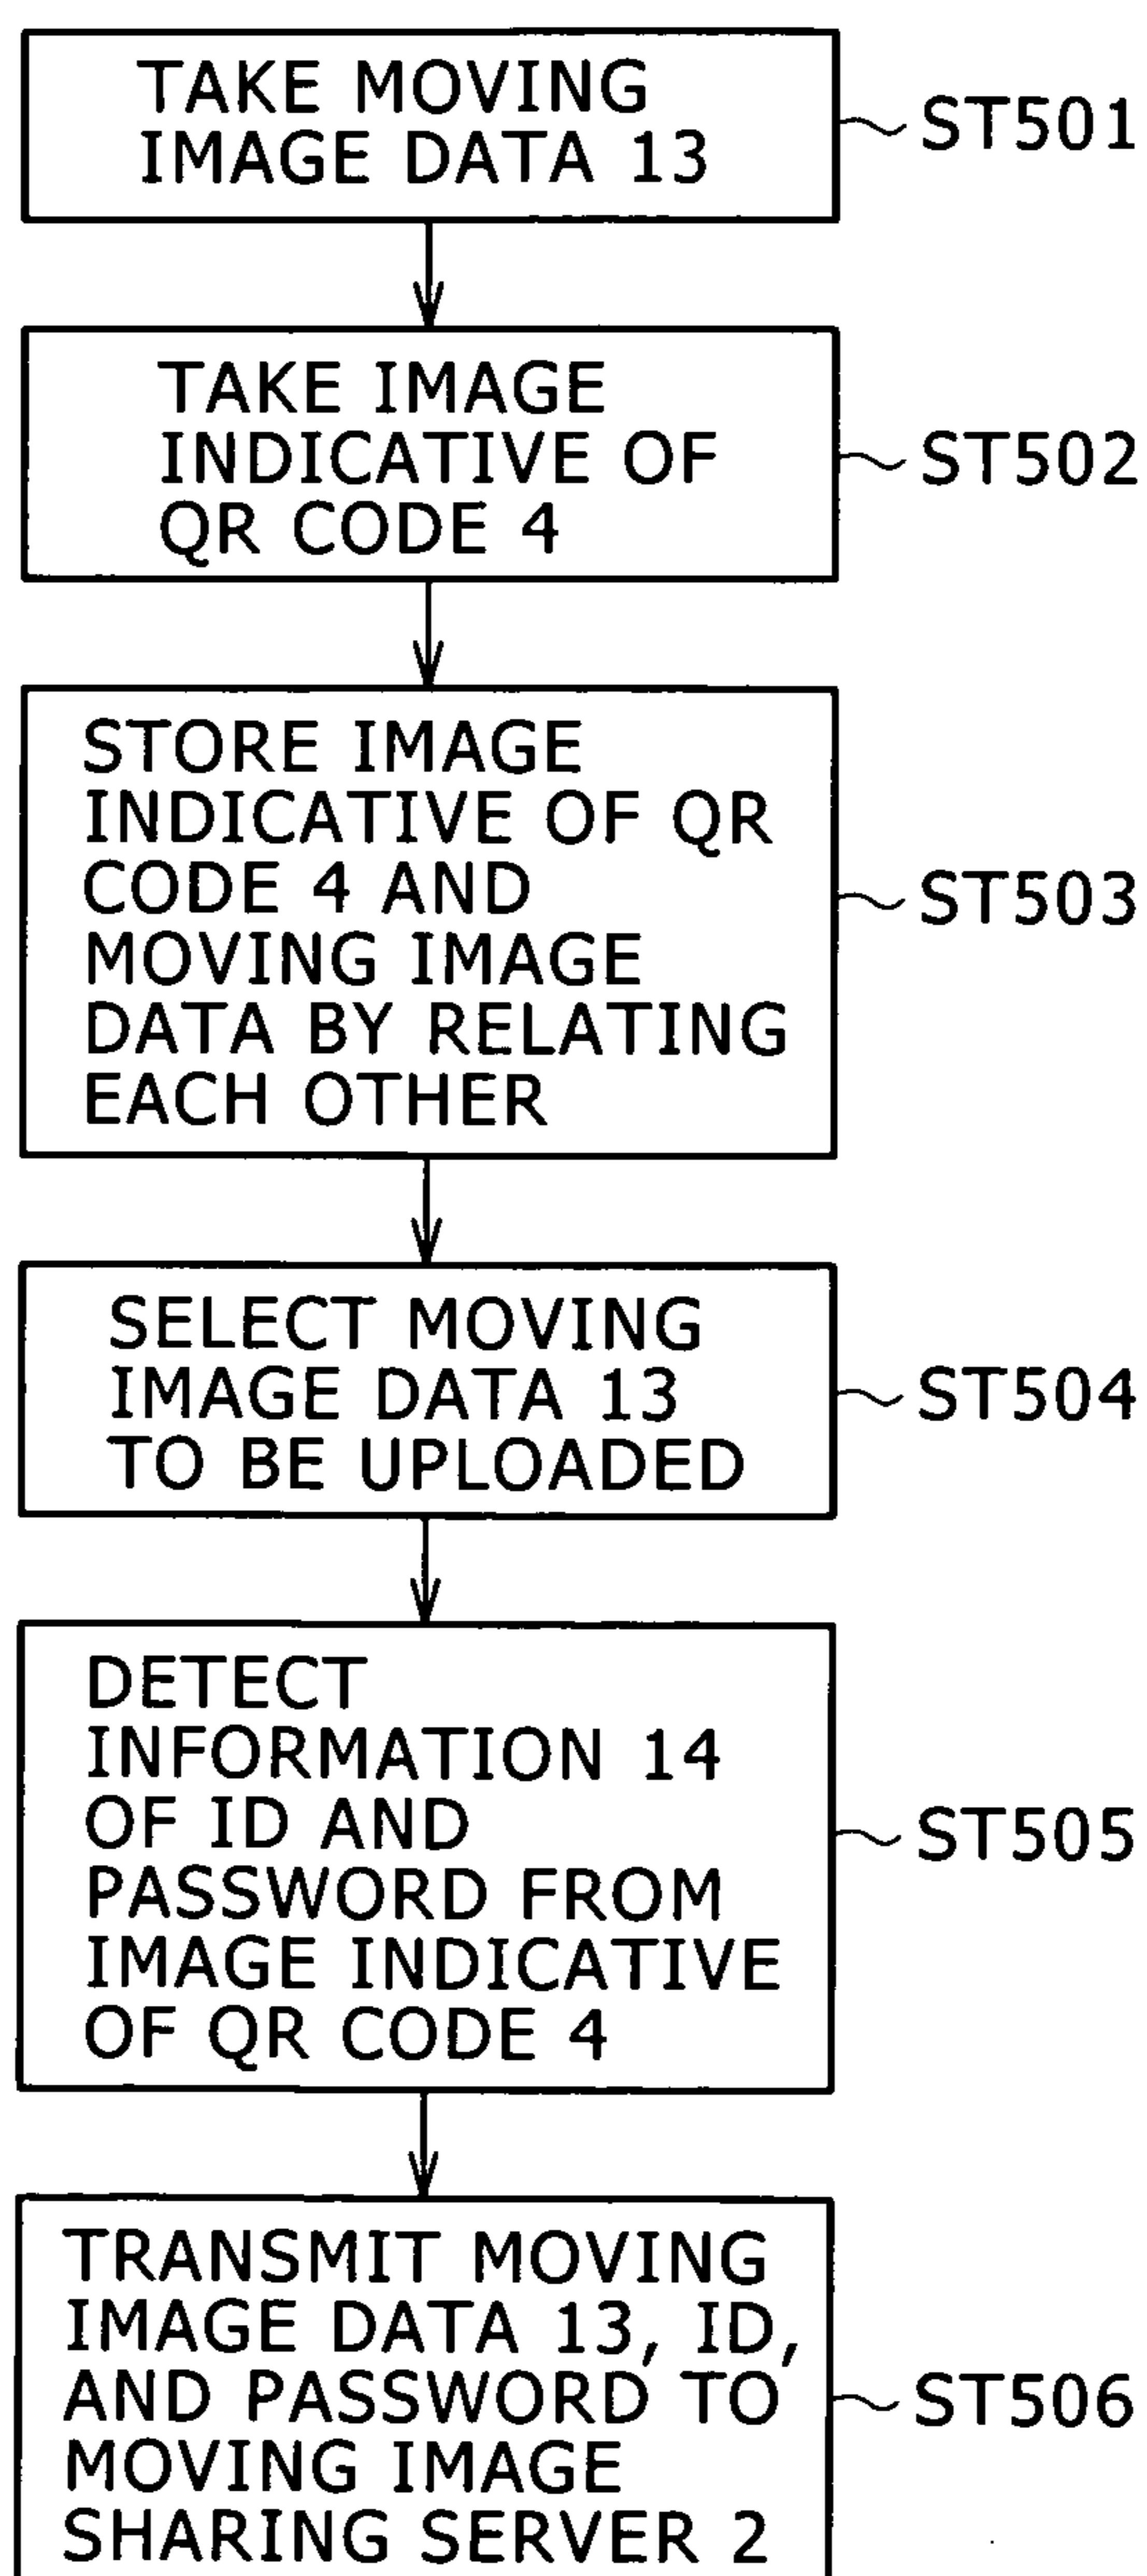 TAKE MOVING
IMAGE DATA 13
ST501
TAKE IMAGE
INDICATIVE OF
QR CODE 4
ST502
STORE IMAGE
INDICATIVE OF QR
CODE 4 AND
MOVING IMAGE
DATA BY RELATING
EACH OTHER
ST503
SELECT MOVING
IMAGE DATA 13
TO BE UPLOADED
ST504
DETECT
INFORMATION 14
OF ID AND
PASSWORD FROM
IMAGE INDICATIVE
OF QR CODE 4
ST505
TRANSMIT MOVING
IMAGE DATA 13, ID,
AND PASSWORD TO
MOVING IMAGE
SHARING SERVER 2
ST506